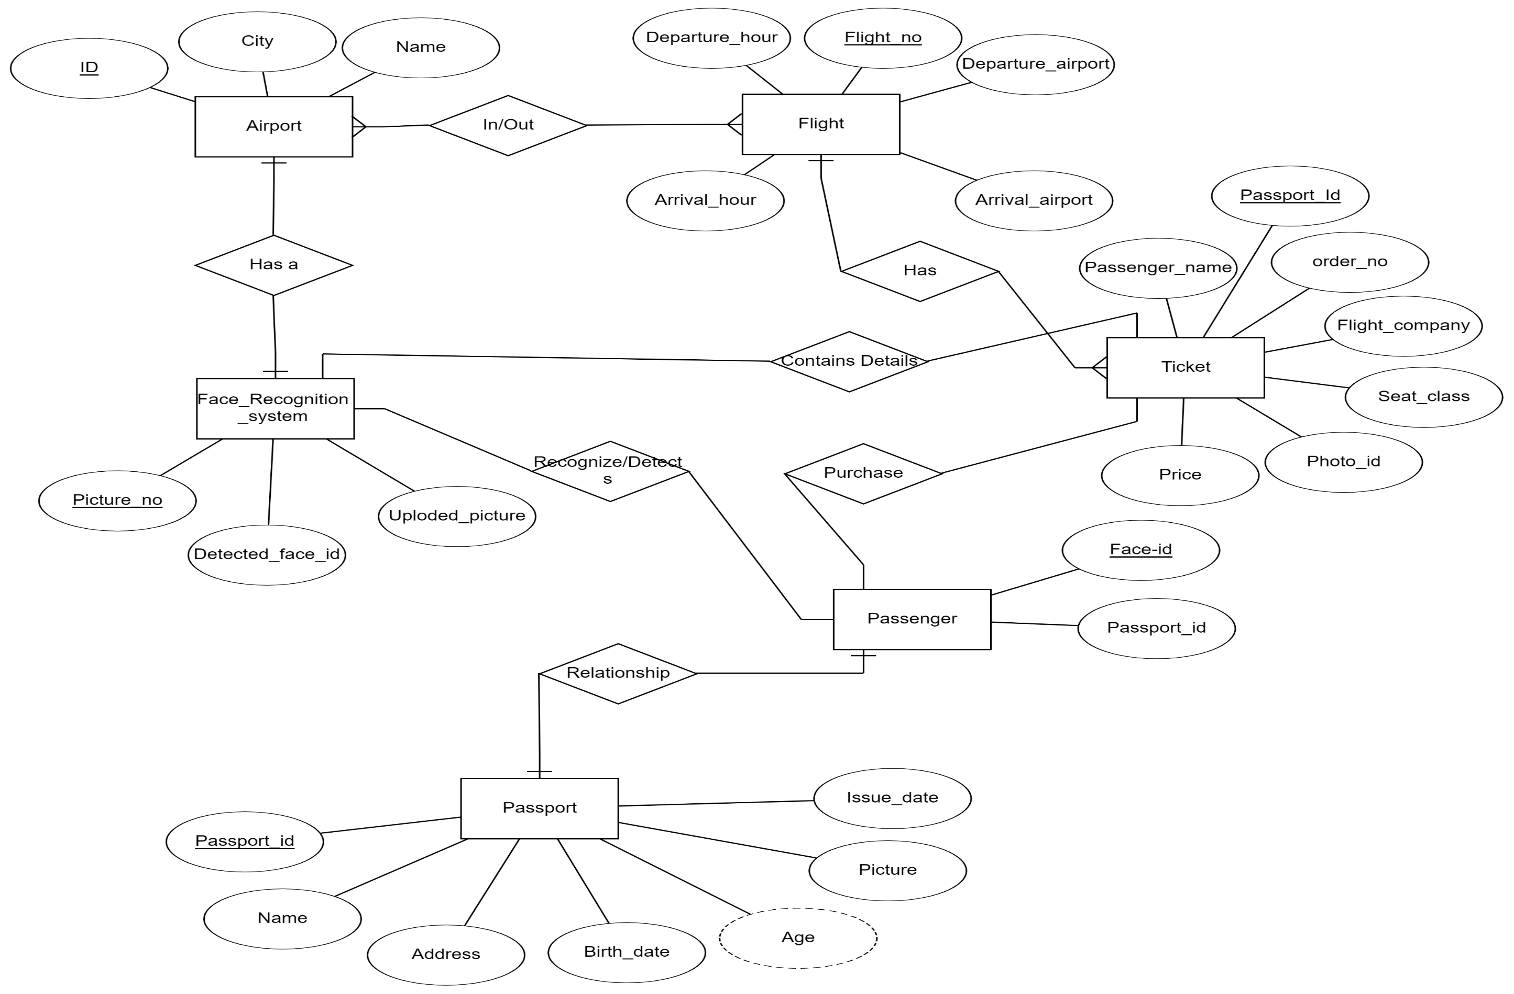 City
Name
ID
Airport
In/Out
Departure_hour
Flight_no
Departure_airport
Flight
Arrival_hour
Arrival_airport
Has a
Has
Passport_Id
Passenger_name
order_no
Flight_company
Contains Details
Ticket
Seat_class
Photo_id
Price
Face_Recognition
_system
Recognize/Detect
s
Purchase
Picture_no
Uploded_picture
Detected_face_id
Face-id
Passenger
Passport_id
Relationship
Passport
Issue_date
Passport_id
Picture
Name
Address
Birth_date
Age